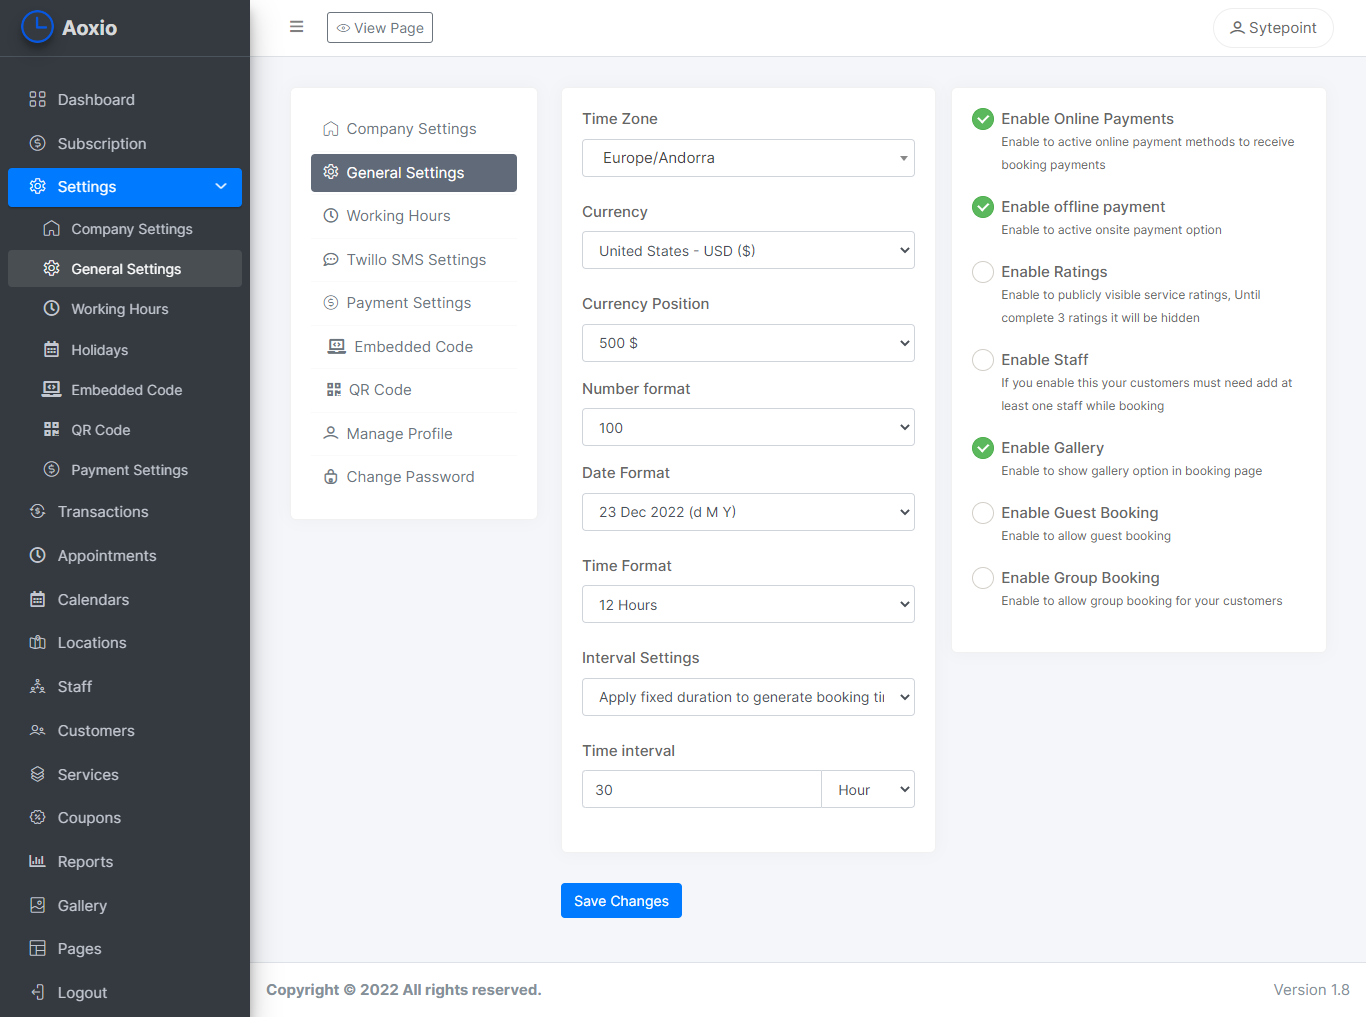 Aoxio
View Page
Sytepoint
Dashboard
Subscription
Settings
Company Settings
General Settings
Working Hours
Holidays
Embedded Code
QR Code
Payment Settings
Transactions
Appointments
Calendars
Locations
Staff
Customers
Services
Coupons
Reports
Gallery
Pages
Logout
Company Settings
General Settings
Working Hours
Twillo SMS Settings
Payment Settings
Embedded Code
QR Code
Manage Profile
Change Password
Time Zone
Europe/Andorra
Currency
United States - USD ($)
Currency Position
500 $
Number format
100
Date Format
23 Dec 2022 (d M Y)
Time Format
12 Hours
Interval Settings
Apply fixed duration to generate booking ti
Time interval
30 Hour
Save Changes
Enable Online Payments
Enable to active online payment methods to receive
booking payments
Enable offline payment
Enable to active onsite payment option
Enable Ratings
Enable to publicly visible service ratings, Until
complete 3 ratings it will be hidden
Enable Staff
If you enable this your customers must need add at
least one staff while booking
Enable Gallery
Enable to show gallery option in booking page
Enable Guest Booking
Enable to allow guest booking
Enable Group Booking
Enable to allow group booking for your customers
Copyright © 2022 All rights reserved.
Version 1.8